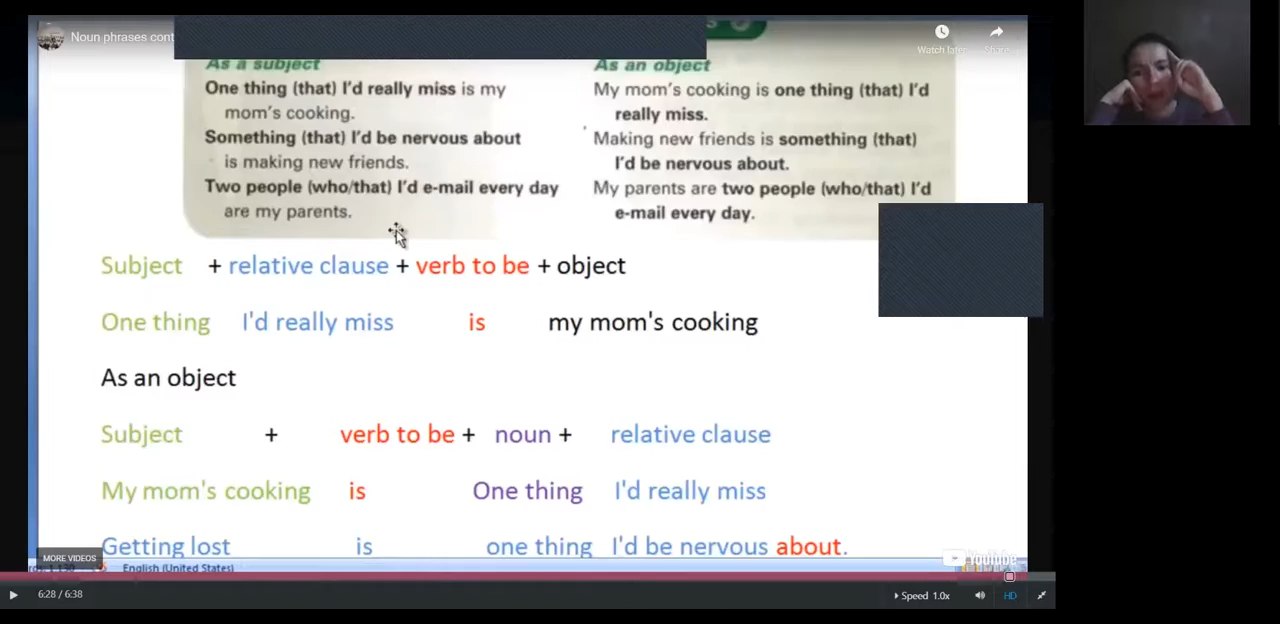 Noun phrases cont
Watch later
Share
As a subject
One thing (that) I'd really miss is my
mom's cooking.
Something (that) I'd be nervous about
is making new friends.
Two people (who/that) I'd e-mail every day
are my parents.
As an object
My mom's cooking is one thing (that) I'd
really miss.
Making new friends is something (that)
I'd be nervous about.
My parents are two people (who/that) I'd
e-mail every day.
Subject + relative clause + verb to be + object
One thing I'd really miss is my mom's cooking
As an object
Subject + verb to be + noun + relative clause
My mom's cooking is One thing I'd really miss
Getting lost is one thing I'd be nervous about.
MORE VIDEOS
YouTube
English (United States)
6:28 / 6:38
Speed 1.0x
HD